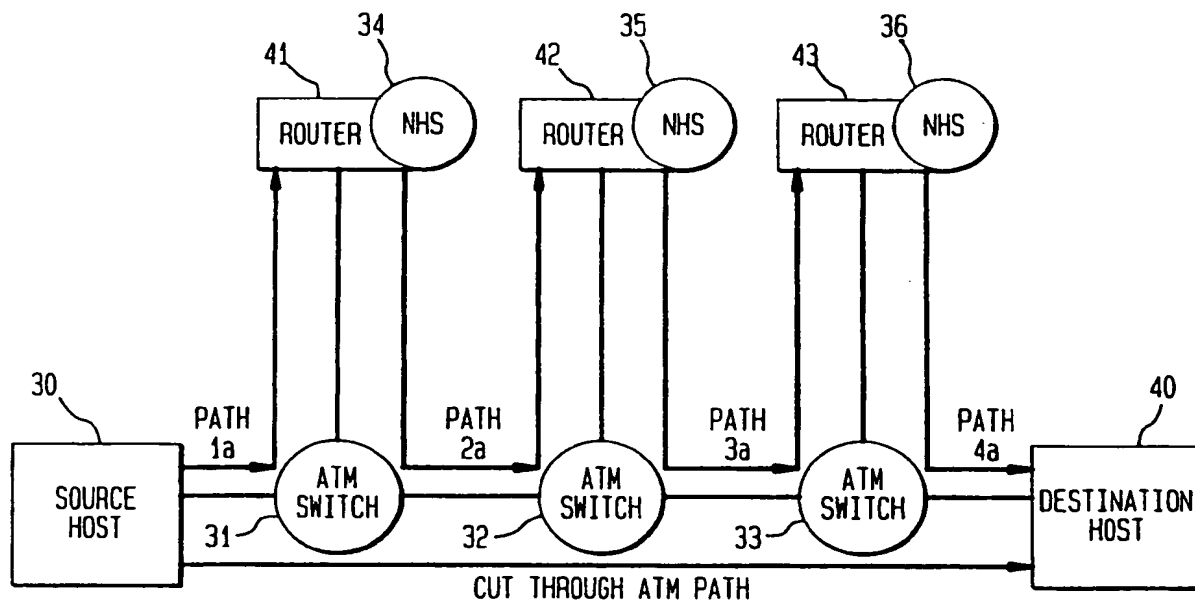 34
35
36
41
42
43
ROUTER
NHS
ROUTER
NHS
ROUTER
NHS
30
40
PATH
1a
PATH
2a
PATH
3a
PATH
4a
SOURCE
HOST
ATM
SWITCH
ATM
SWITCH
ATM
SWITCH
DESTINATION
HOST
31
32
33
CUT THROUGH ATM PATH